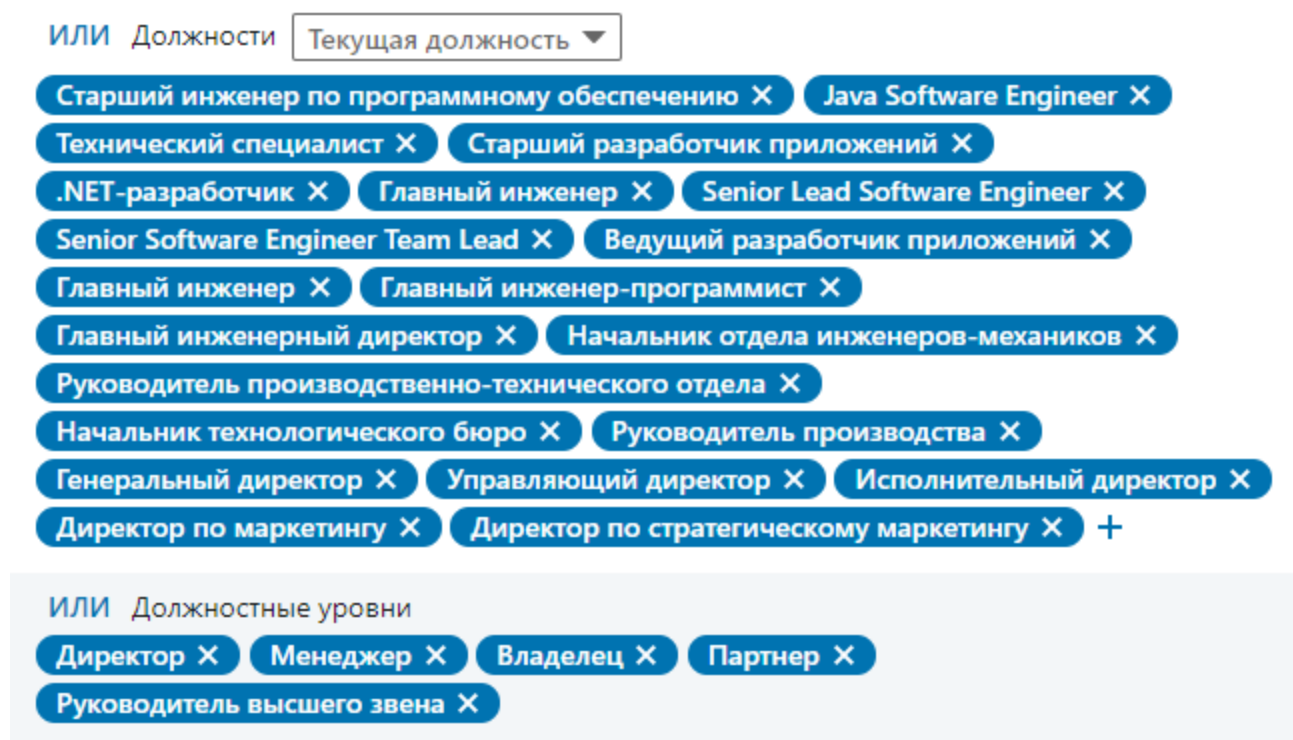 ИЛИ Должности Текущая должность
Старший инженер по программному обеспечению × Java Software Engineer ×
Технический специалист × Старший разработчик приложений ×
.NET-разработчик × Главный инженер × Senior Lead Software Engineer ×
Senior Software Engineer Team Lead × Ведущий разработчик приложений ×
Главный инженер × Главный инженер-программист ×
Главный инженерный директор × Начальник отдела инженеров-механиков ×
Руководитель производственно-технического отдела ×
Начальник технологического бюро × Руководитель производства ×
Генеральный директор × Управляющий директор × Исполнительный директор ×
Директор по маркетингу × Директор по стратегическому маркетингу × +
ИЛИ Должностные уровни
Директор × Менеджер × Владелец × Партнер ×
Руководитель высшего звена ×